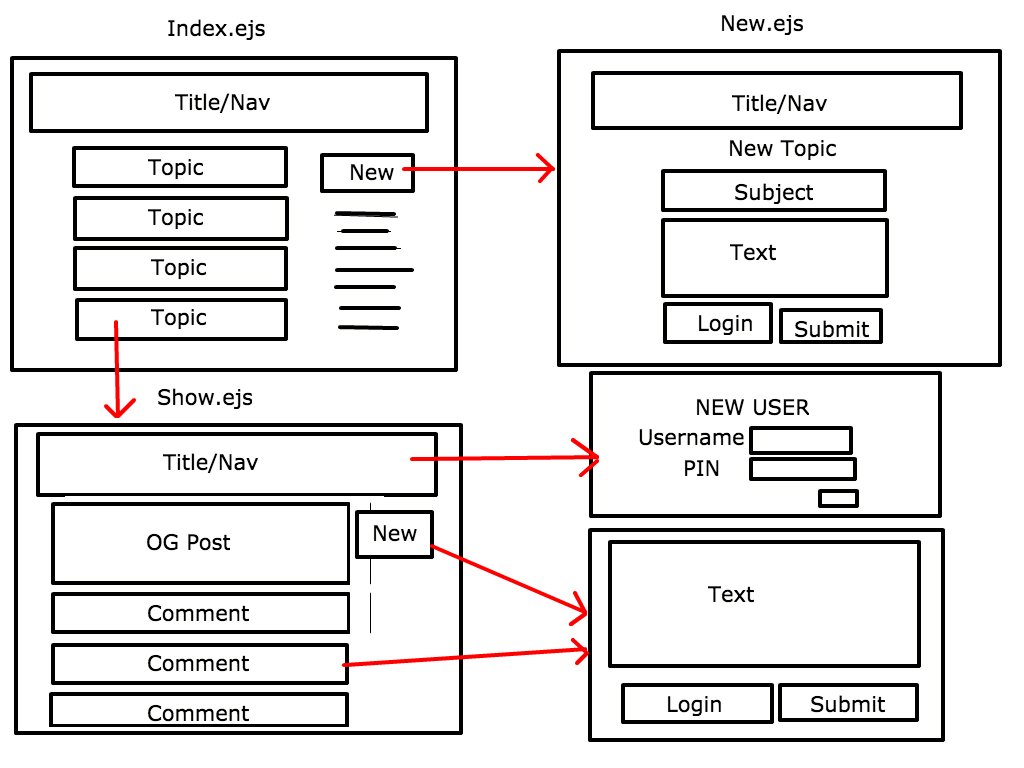 Index.ejs
Title/Nav
Topic
New
Topic
Topic
Topic
New.ejs
Title/Nav
New Topic
Subject
Text
Login
Submit
Show.ejs
Title/Nav
OG Post
New
Comment
Comment
Comment
NEW USER
Username
PIN
Text
Login
Submit